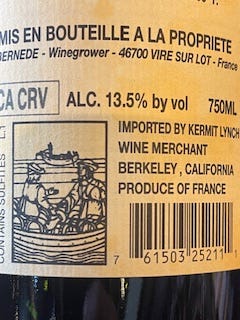 MIS EN BOUTEILLE A LA PROPRIETE
BERNEDE - Winegrower - 46700 VIRE SUR LOT - France
CA CRV
ALC. 13.5% by vol 750ML
CONTAINS SULFITES L.1
IMPORTED BY KERMIT LYNCH
WINE MERCHANT
BERKELEY, CALIFORNIA
PRODUCE OF FRANCE
7 61503 25211